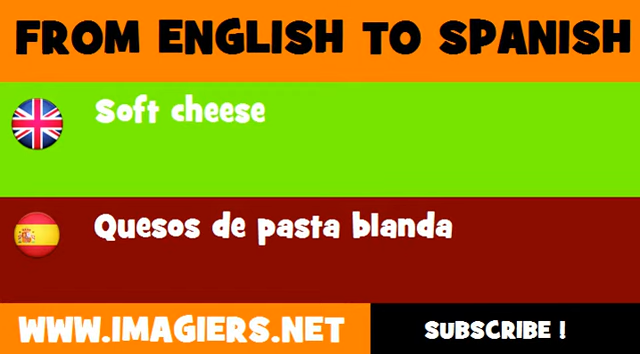 FROM ENGLISH TO SPANISH
Soft cheese
Quesos de pasta blanda
WWW.IMAGIERS.NET
SUBSCRIBE !